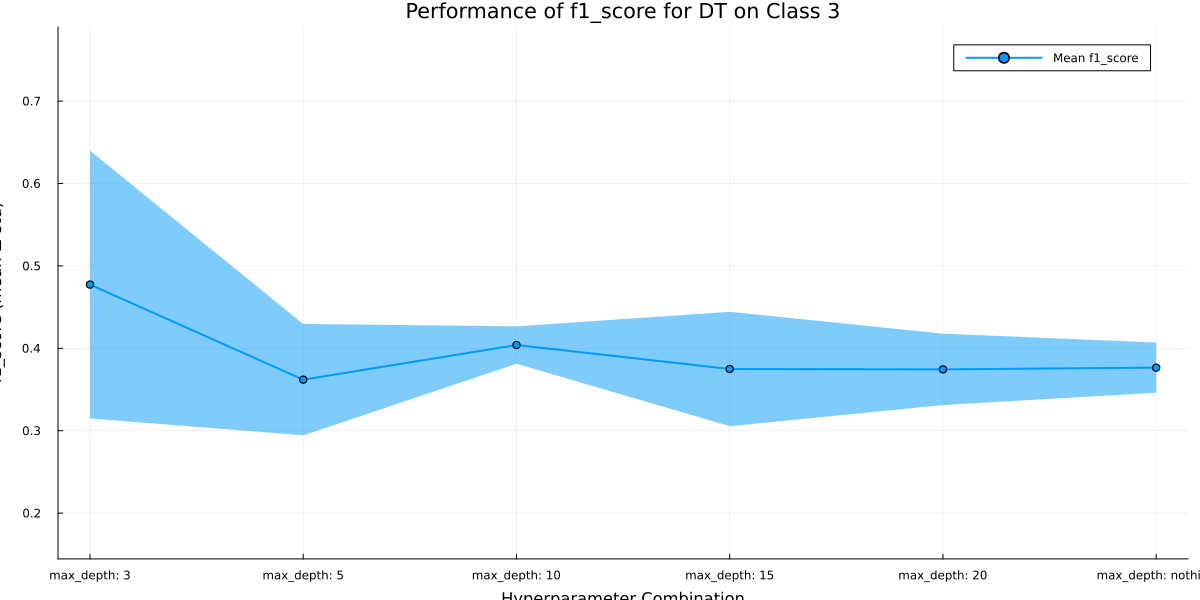 Performance of f1_score for DT on Class 3
Mean f1_score
0.7
0.6
0.5
0.4
0.3
0.2
max_depth: 3
max_depth: 5
max_depth: 10
max_depth: 15
max_depth: 20
max_depth: nothi
Hyperparameter Combination